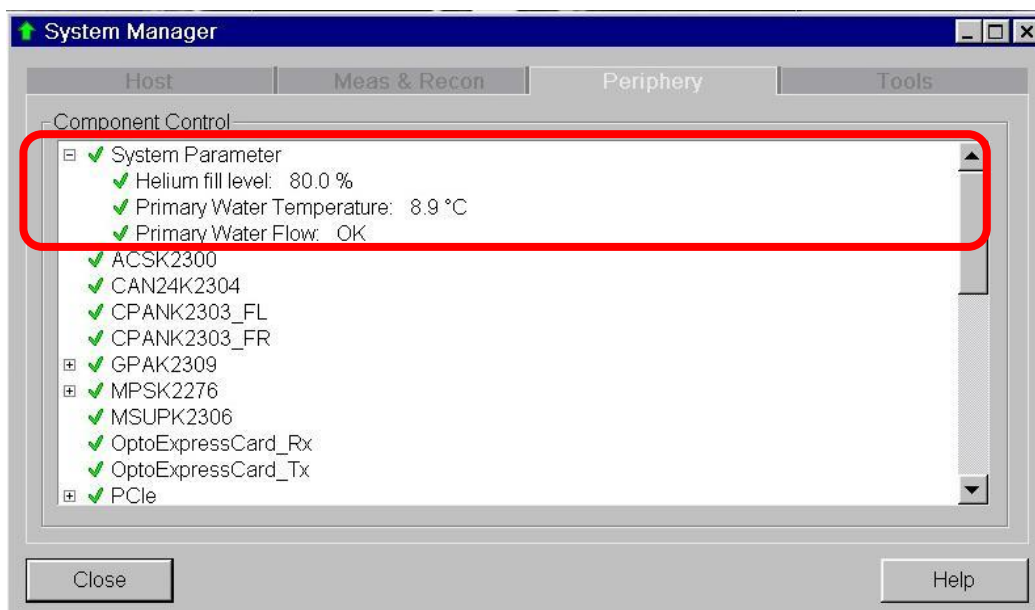 System Manager
Host Meas & Recon Periphery Tools
Component Control
System Parameter
Helium fill level: 80.0 %
Primary Water Temperature: 8.9 °C
Primary Water Flow: OK
ACSK2300
CAN24K2304
CPANK2303_FL
CPANK2303_FR
GPAK2309
MPSK2276
MSUPK2306
OptoExpressCard_Rx
OptoExpressCard_Tx
PCIe
Close Help